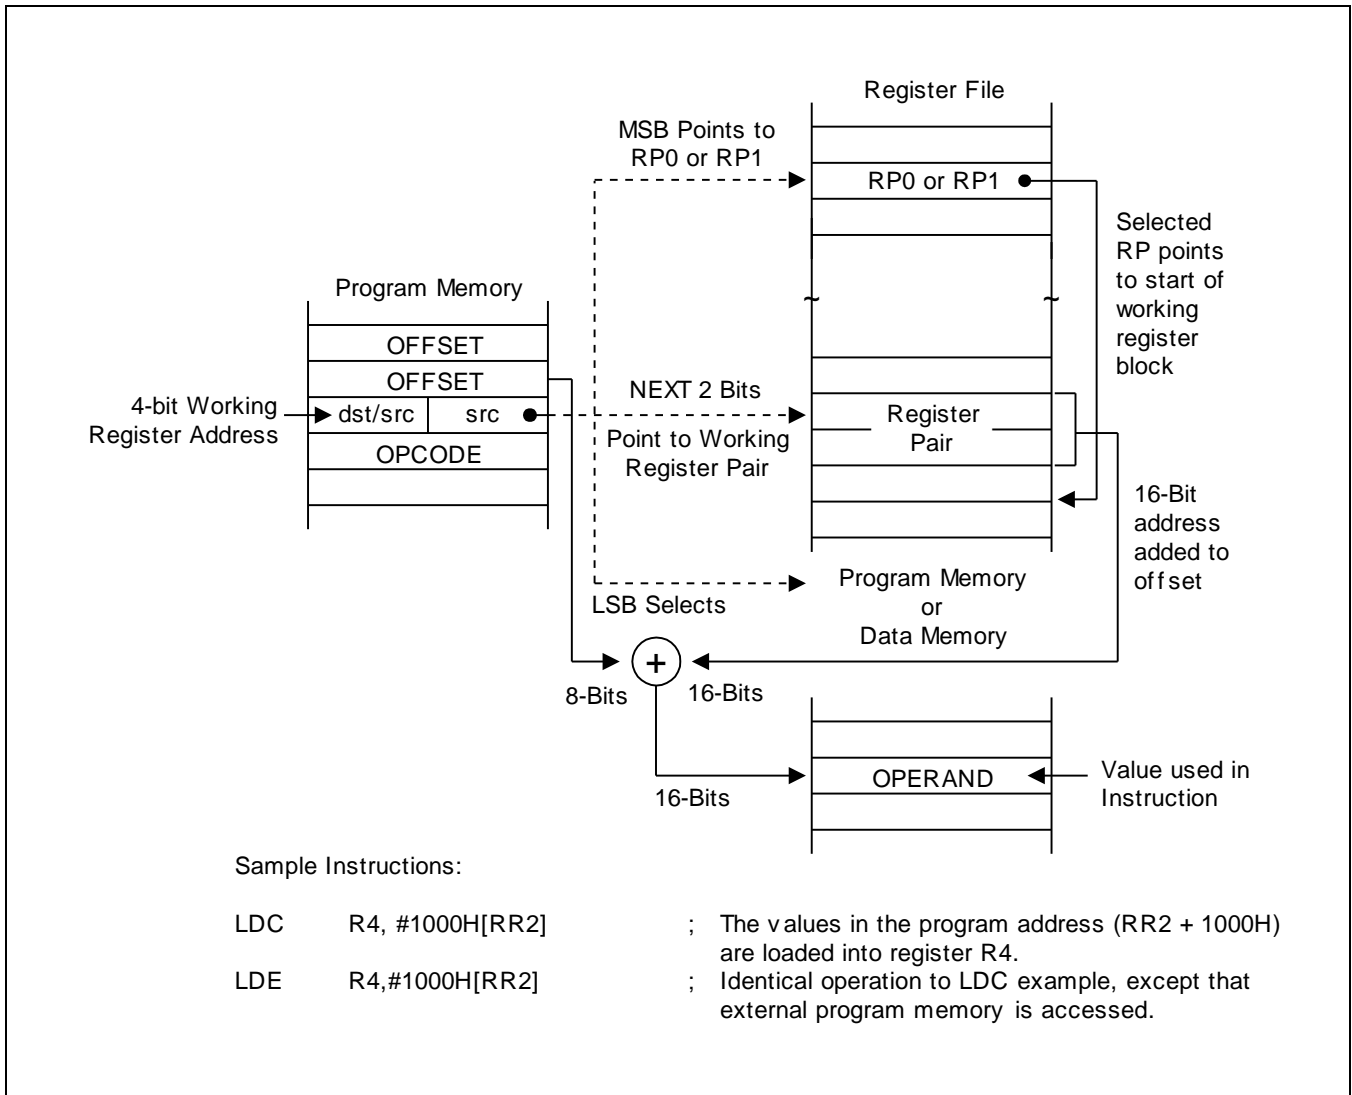 Register File
MSB Points to
RP0 or RP1
RP0 or RP1
Selected
RP points
to start of
working
register
block
Program Memory
OFFSET
OFFSET
4-bit Working
Register Address
dst/src
src
OPCODE
NEXT 2 Bits
Point to Working
Register Pair
Register
Pair
16-Bit
address
added to
offset
LSB Selects
Program Memory
or
Data Memory
+
8-Bits
16-Bits
16-Bits
OPERAND
Value used in
Instruction
~
~
Sample Instructions:
LDC R4, #1000H[RR2] ; The values in the program address (RR2 + 1000H)
are loaded into register R4.
LDE R4,#1000H[RR2] ; Identical operation to LDC example, except that
external program memory is accessed.